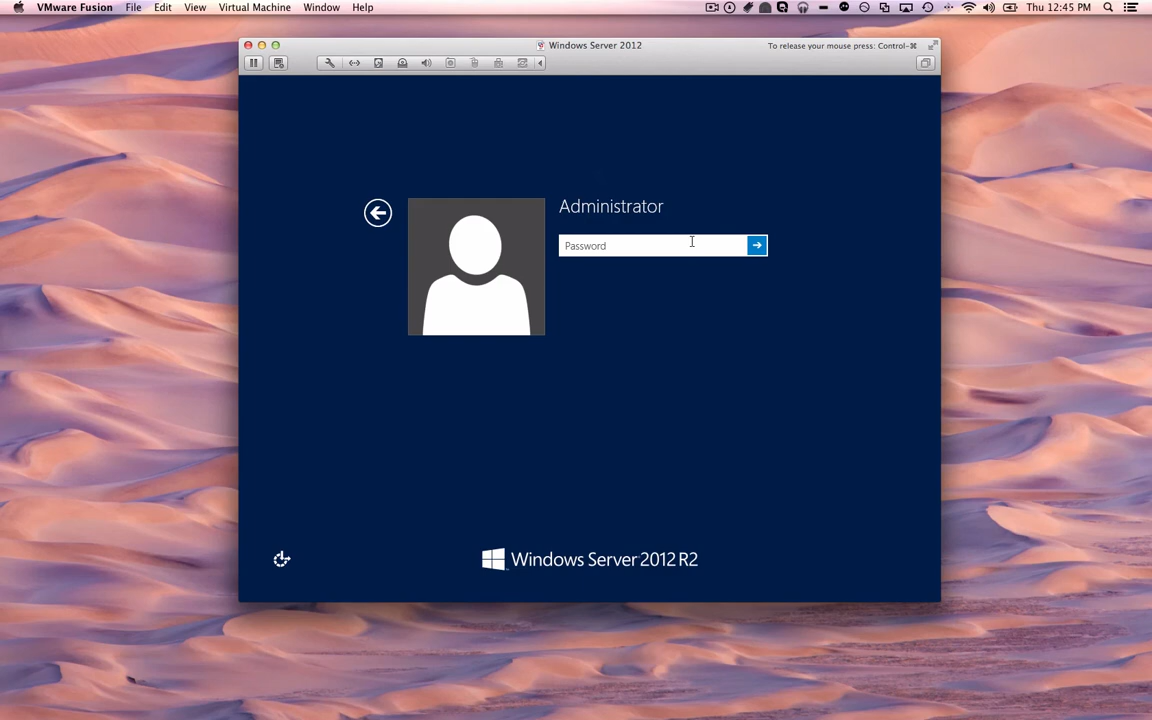 VMware Fusion File Edit View Virtual Machine Window Help Thu 12:45 PM
Windows Server 2012 To release your mouse press: Control-⌘
Administrator
Password
Windows Server 2012 R2